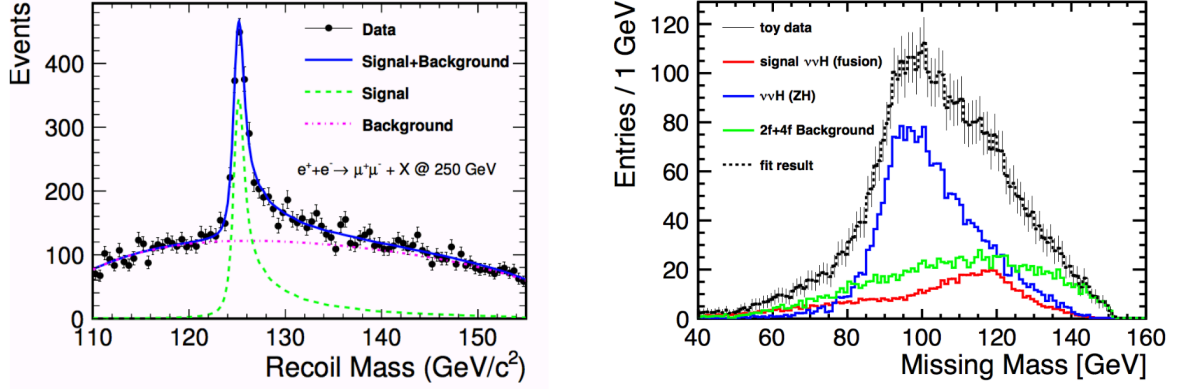 Events
400
300
200
100
0
Data
Signal+Background
Signal
Background
e⁺+e⁻ → μ⁺μ⁻ + X @ 250 GeV
110 120 130 140 150
Recoil Mass (GeV/c²)
Entries / 1 GeV
120
100
80
60
40
20
0
toy data
signal ννH (fusion)
ννH (ZH)
2f+4f Background
fit result
40 60 80 100 120 140 160
Missing Mass [GeV]